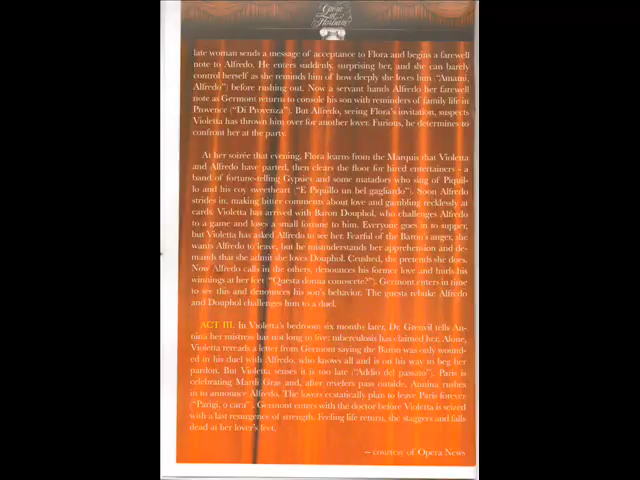 Opera
at
Florham
late woman sends a message of acceptance to Flora and begins a farewell
note to Alfredo. He enters suddenly, surprising her, and she can barely
control herself as she reminds him of how deeply she loves him (“Amami,
Alfredo”) before rushing out. Now a servant hands Alfredo her farewell
note as Germont returns to console his son with reminders of family life in
Provence (“Di Provenza”). But Alfredo, seeing Flora’s invitation, suspects
Violetta has thrown him over for another lover. Furious, he determines to
confront her at the party.
At her soirée that evening, Flora learns from the Marquis that Violetta
and Alfredo have parted, then clears the floor for hired entertainers - a
band of fortune-telling Gypsies and some matadors who sing of Piquil-
lo and his coy sweetheart (“E Piquillo un bel gagliardo”). Soon Alfredo
strides in, making bitter comments about love and gambling recklessly at
cards. Violetta has arrived with Baron Douphol, who challenges Alfredo
to a game and loses a small fortune to him. Everyone goes in to supper,
but Violetta has asked Alfredo to see her. Fearful of the Baron’s anger, she
wants Alfredo to leave, but he misunderstands her apprehension and de-
mands that she admit she loves Douphol. Crushed, she pretends she does.
Now Alfredo calls in the others, denounces his former love and hurls his
winnings at her feet (“Questa donna conoscete?”). Germont enters in time
to see this and denounces his son’s behavior. The guests rebuke Alfredo
and Douphol challenges him to a duel.
ACT III. In Violetta’s bedroom six months later, Dr. Grenvil tells An-
nina her mistress has not long to live: tuberculosis has claimed her. Alone,
Violetta rereads a letter from Germont saying the Baron was only wound-
ed in his duel with Alfredo, who knows all and is on his way to beg her
pardon. But Violetta senses it is too late (“Addio del passato”). Paris is
celebrating Mardi Gras and, after revelers pass outside, Annina rushes
in to announce Alfredo. The lovers ecstatically plan to leave Paris forever
(“Parigi, o cara”). Germont enters with the doctor before Violetta is seized
with a last resurgence of strength. Feeling life return, she staggers and falls
dead at her lover’s feet.
— courtesy of Opera News